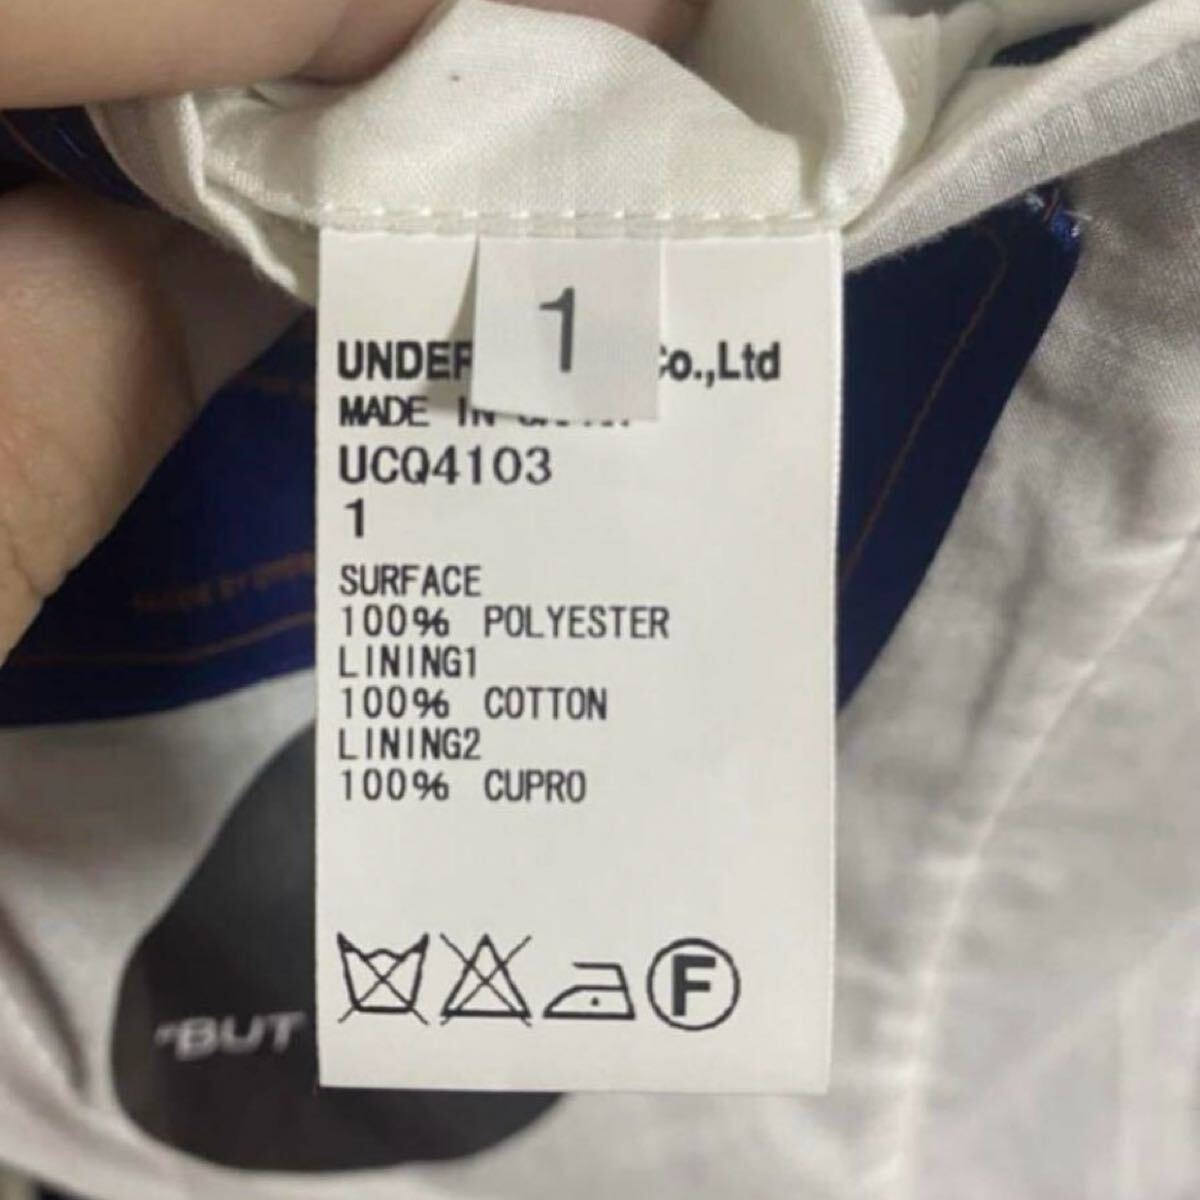 1
UNDER Co.,Ltd
MADE IN
UCQ4103
1
SURFACE
100% POLYESTER
LINING1
100% COTTON
LINING2
100% CUPRO
F
"BUT